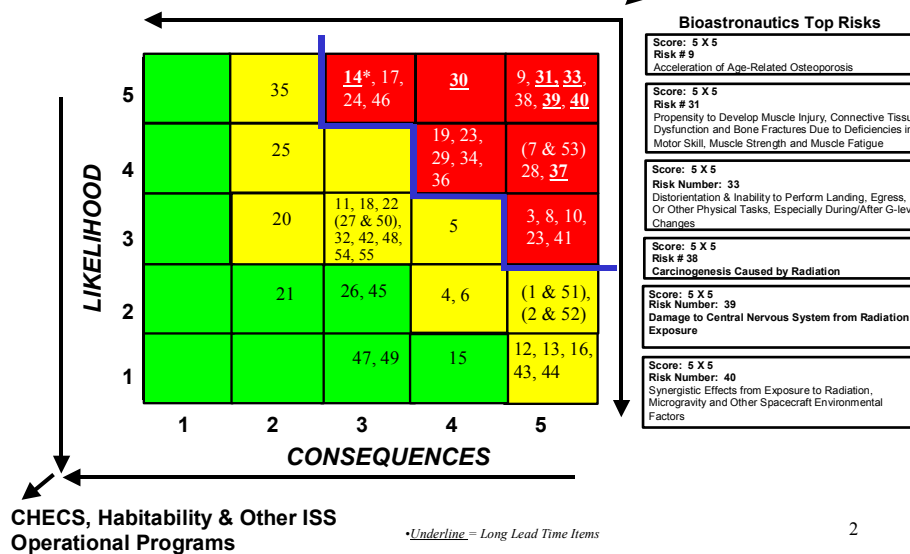 Bioastronautics Top Risks
Score: 5 X 5
Risk # 9
Acceleration of Age-Related Osteoporosis
Score: 5 X 5
Risk # 31
Propensity to Develop Muscle Injury, Connective Tissu
Dysfunction and Bone Fractures Due to Deficiencies in
Motor Skill, Muscle Strength and Muscle Fatigue
Score: 5 X 5
Risk Number: 33
Distorientation & Inability to Perform Landing, Egress,
Or Other Physical Tasks, Especially During/After G-lev
Changes
Score: 5 X 5
Risk # 38
Carcinogenesis Caused by Radiation
Score: 5 X 5
Risk Number: 39
Damage to Central Nervous System from Radiation
Exposure
Score: 5 X 5
Risk Number: 40
Synergistic Effects from Exposure to Radiation,
Microgravity and Other Spacecraft Environmental
Factors
LIKELIHOOD
5
35
14*, 17,
24, 46
30
9, 31, 33,
38, 39, 40
4
25
19, 23,
29, 34,
36
(7 & 53)
28, 37
3
20
11, 18, 22
(27 & 50),
32, 42, 48,
54, 55
5
3, 8, 10,
23, 41
2
21
26, 45
4, 6
(1 & 51),
(2 & 52)
1
47, 49
15
12, 13, 16,
43, 44
1 2 3 4 5
CONSEQUENCES
CHECS, Habitability & Other ISS
Operational Programs
•Underline = Long Lead Time Items
2